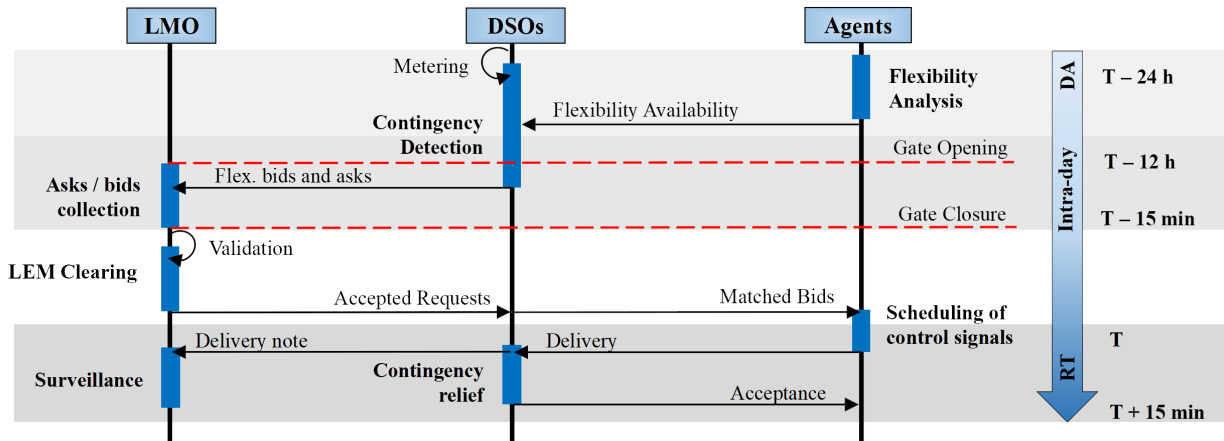 LMO
DSOs
Agents
Metering
Flexibility
Analysis
DA
T – 24 h
Flexibility Availability
Contingency
Detection
Gate Opening
T – 12 h
Flex. bids and asks
Asks / bids
collection
Intra-day
Gate Closure
T – 15 min
Validation
LEM Clearing
Accepted Requests
Matched Bids
Scheduling of
control signals
Delivery note
Delivery
T
Surveillance
Contingency
relief
RT
Acceptance
T + 15 min